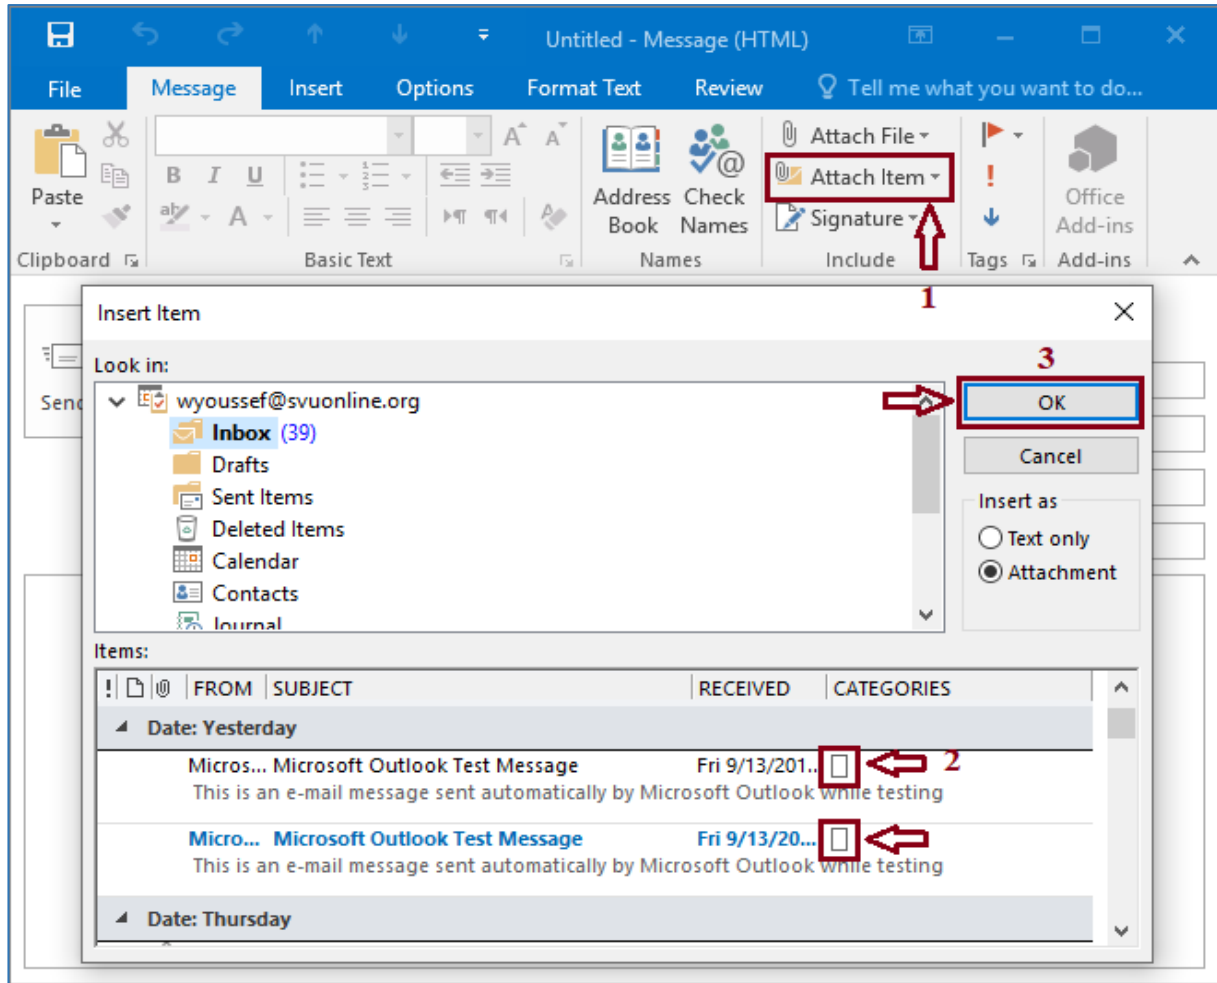 Untitled - Message (HTML)
File Message Insert Options Format Text Review Tell me what you want to do...
Paste
Clipboard
B I U
A A
aby A
Basic Text
Address Book
Check Names
Names
Attach File
Attach Item
Signature
Include
Tags
Office Add-ins
Add-ins
1
Send
Insert Item
Look in:
wyoussef@svuonline.org
Inbox (39)
Drafts
Sent Items
Deleted Items
Calendar
Contacts
Journal
3
OK
Cancel
Insert as
Text only
Attachment
Items:
! FROM SUBJECT RECEIVED CATEGORIES
Date: Yesterday
Micros... Microsoft Outlook Test Message Fri 9/13/201... 2
This is an e-mail message sent automatically by Microsoft Outlook while testing
Micro... Microsoft Outlook Test Message Fri 9/13/20...
This is an e-mail message sent automatically by Microsoft Outlook while testing
Date: Thursday